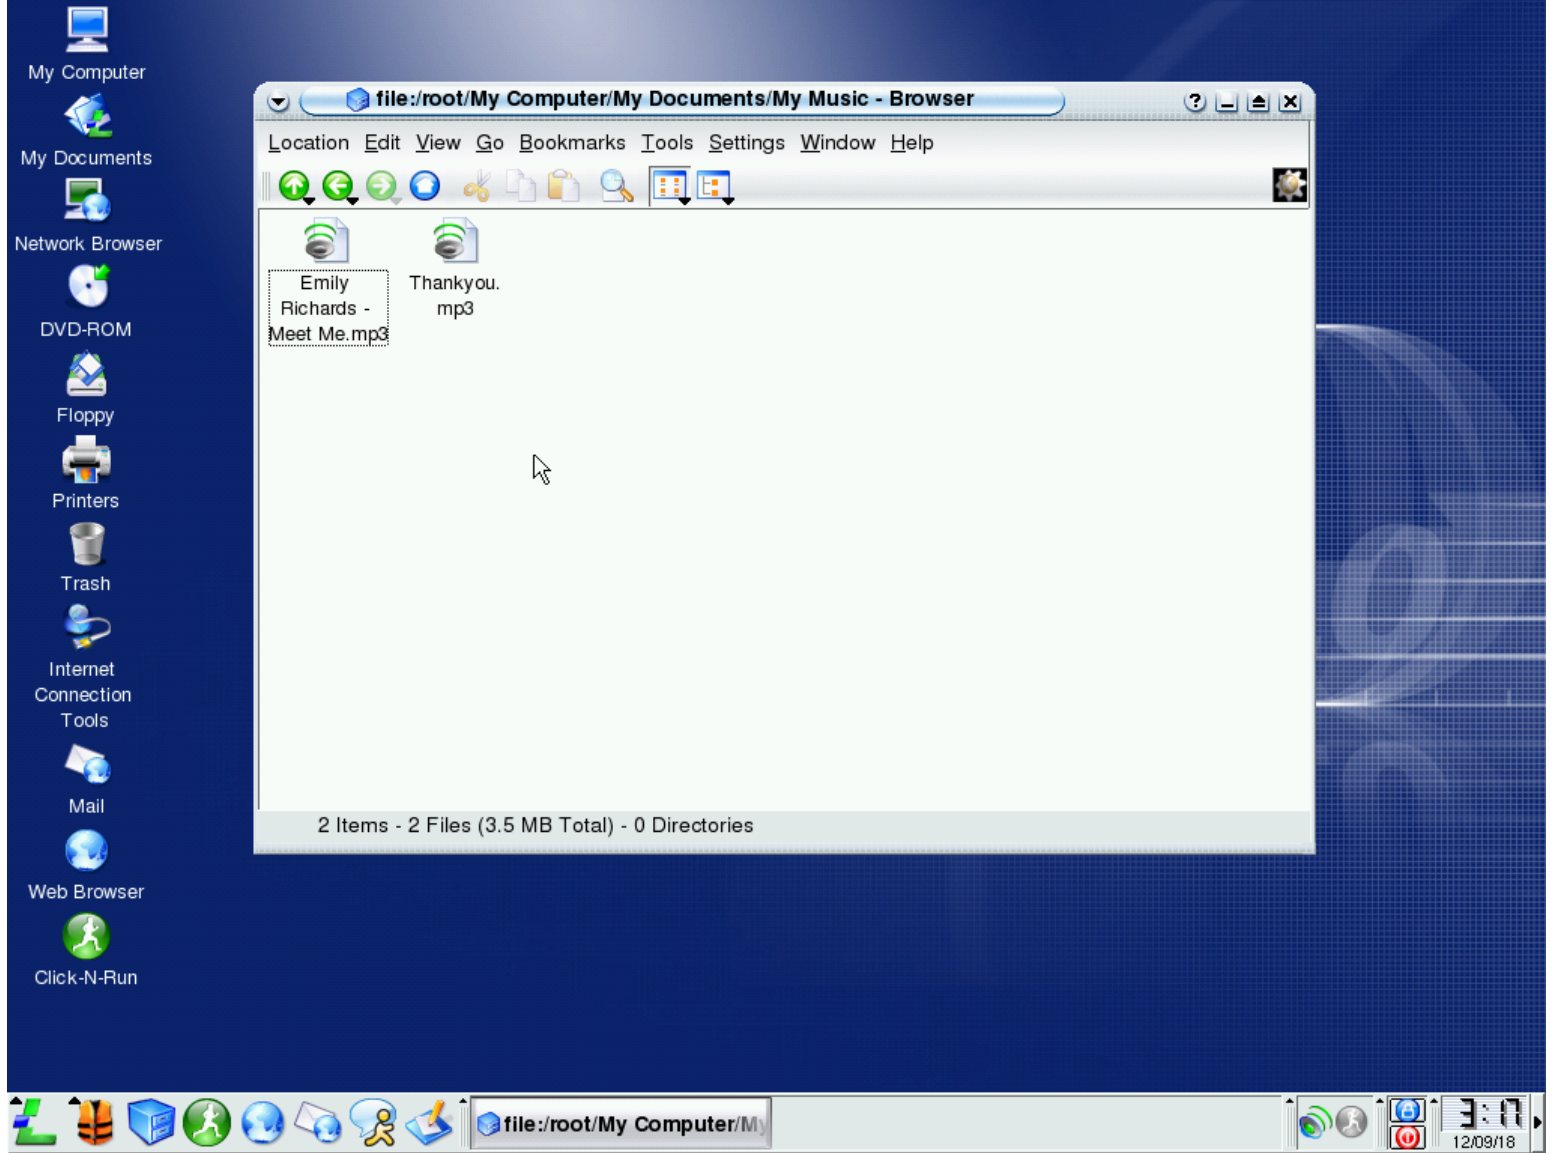 My Computer
My Documents
Network Browser
DVD-ROM
Floppy
Printers
Trash
Internet
Connection
Tools
Mail
Web Browser
Click-N-Run
file:/root/My Computer/My Documents/My Music - Browser
Location Edit View Go Bookmarks Tools Settings Window Help
Emily
Richards -
Meet Me.mp3
Thankyou.
mp3
2 Items - 2 Files (3.5 MB Total) - 0 Directories
file:/root/My Computer/My
3:17
12/09/18